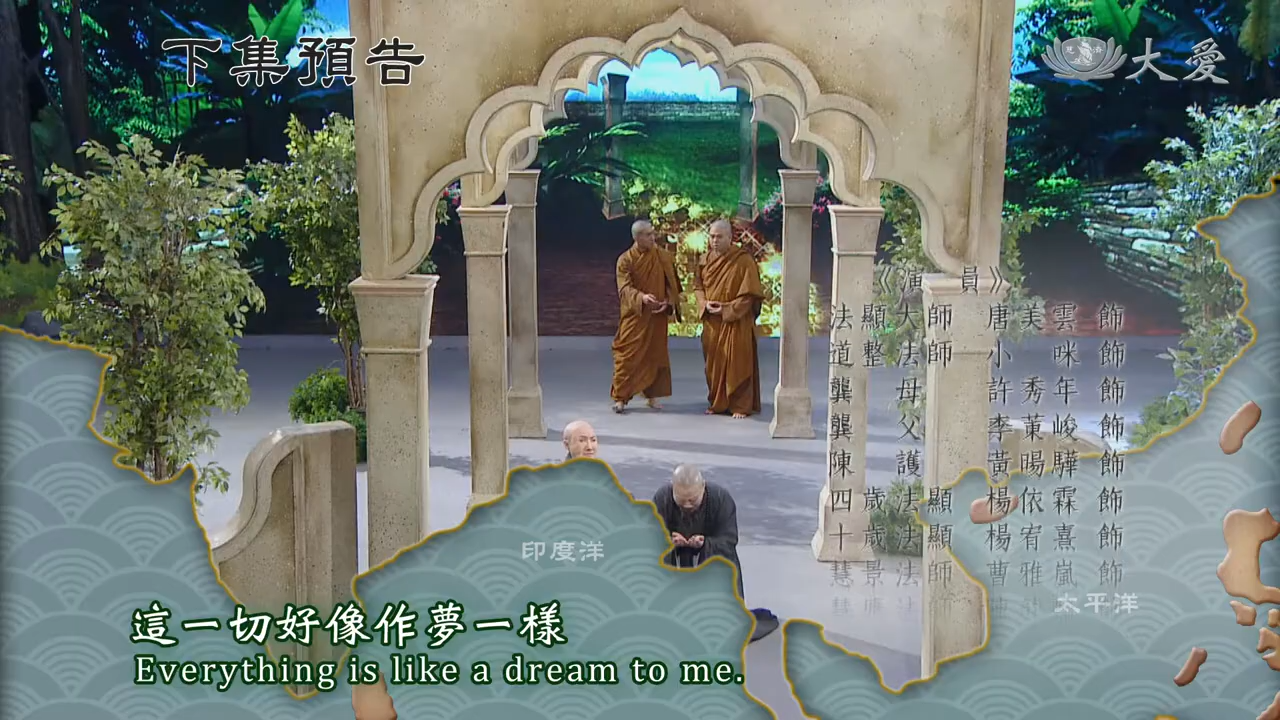 下集預告
大愛
《演 員》
法顯大師 唐美雲 飾
道整法師 小咪 飾
龔母 許秀年 飾
龔父 李菄峻 飾
陳護 黃暘驊 飾
四歲法顯 楊依霖 飾
十歲法顯 楊宥熹 飾
慧景法師 曹雅嵐 飾
印度洋
太平洋
這一切好像作夢一樣
Everything is like a dream to me.